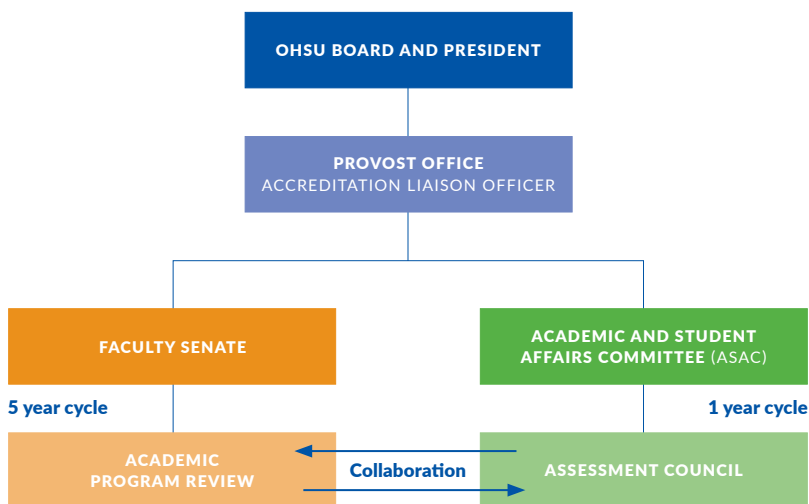 OHSU BOARD AND PRESIDENT
PROVOST OFFICE
ACCREDITATION LIAISON OFFICER
FACULTY SENATE
ACADEMIC AND STUDENT
AFFAIRS COMMITTEE (ASAC)
5 year cycle
1 year cycle
ACADEMIC
PROGRAM REVIEW
Collaboration
ASSESSMENT COUNCIL